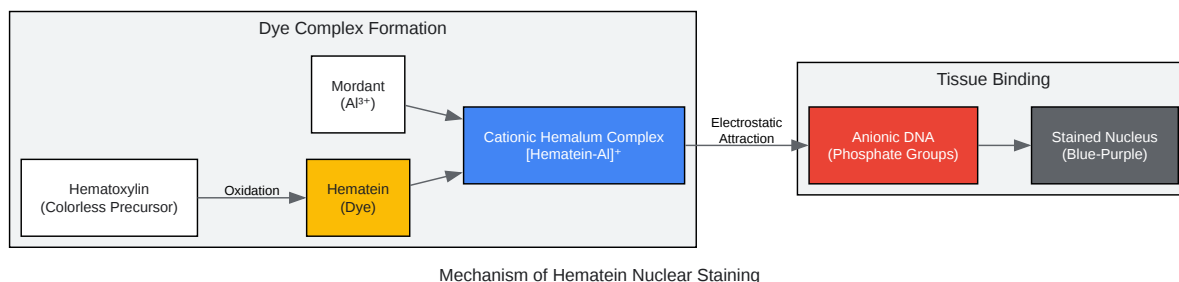 Dye Complex Formation
Mordant
(Al³⁺)
Hematoxylin
(Colorless Precursor)
Oxidation
Hematein
(Dye)
Cationic Hemalum Complex
[Hematein-Al]⁺
Electrostatic
Attraction
Tissue Binding
Anionic DNA
(Phosphate Groups)
Stained Nucleus
(Blue-Purple)
Mechanism of Hematein Nuclear Staining